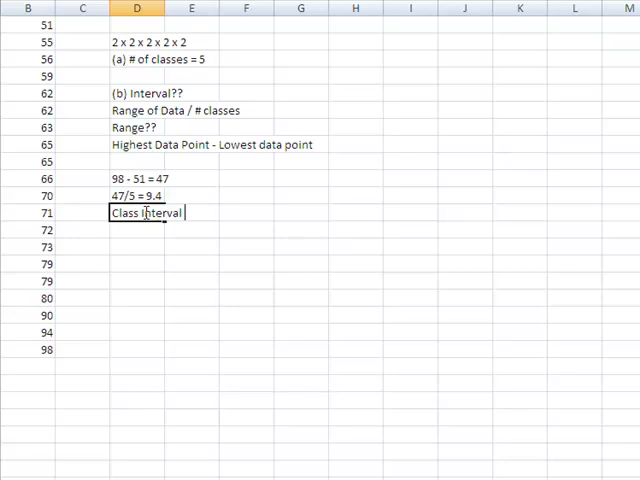 B C D E F G H I J K L M
51
55 2 x 2 x 2 x 2 x 2
56 (a) # of classes = 5
59
62 (b) Interval??
62 Range of Data / # classes
63 Range??
65 Highest Data Point - Lowest data point
65
66 98 - 51 = 47
70 47/5 = 9.4
71 Class Interval
72
73
79
79
80
90
94
98